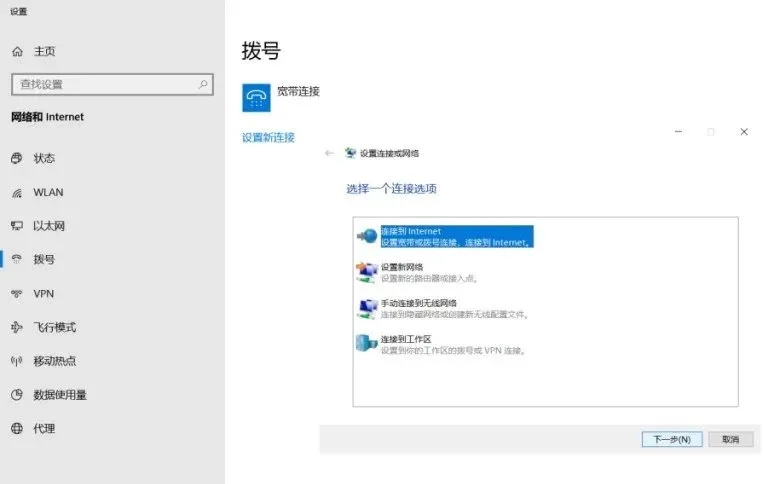 设置
主页
查找设置
网络和 Internet
状态
WLAN
以太网
拨号
VPN
飞行模式
移动热点
数据使用量
代理
拨号
宽带连接
设置新连接
设置连接或网络
选择一个连接选项
连接到 Internet
设置宽带或拨号连接，连接到 Internet。
设置新网络
设置新的路由器或接入点。
手动连接到无线网络
连接到隐藏网络或创建新无线配置文件。
连接到工作区
设置到你的工作区的拨号或 VPN 连接。
下一步(N)
取消